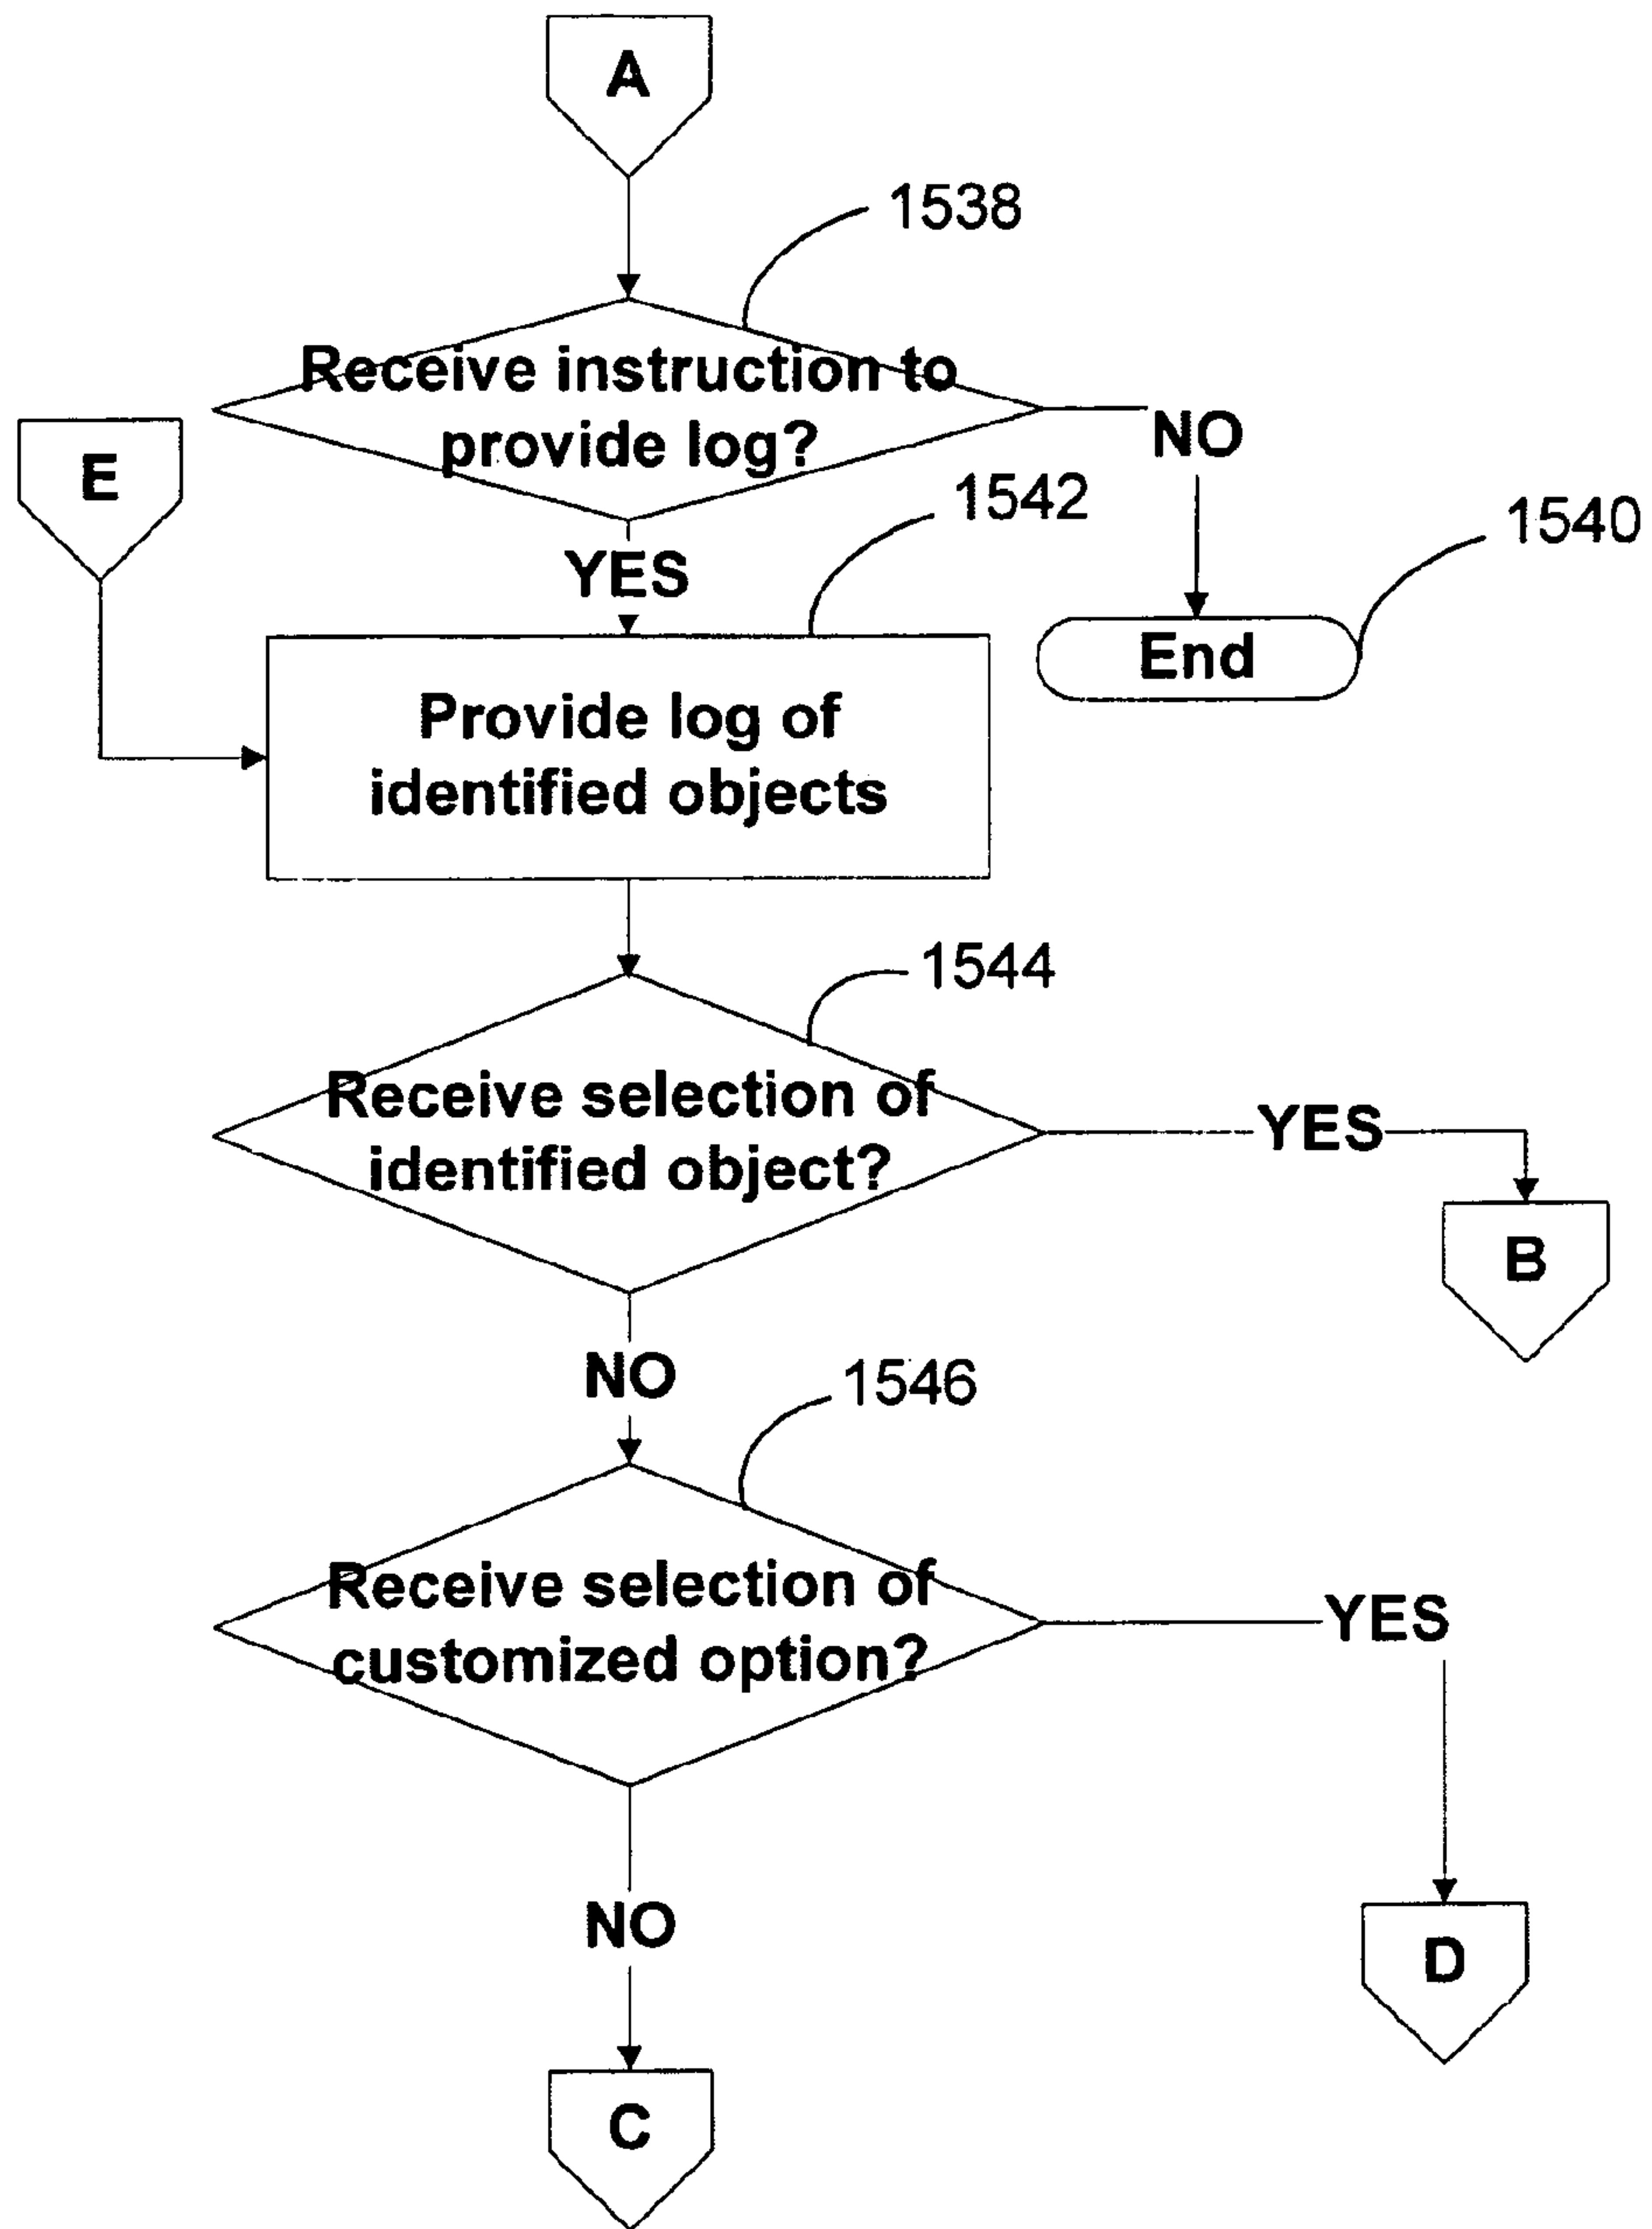 A
1538
Receive instruction to
provide log?
NO
E
1542
1540
YES
End
Provide log of
identified objects
1544
Receive selection of
identified object?
YES
B
NO
1546
Receive selection of
customized option?
YES
NO
D
C